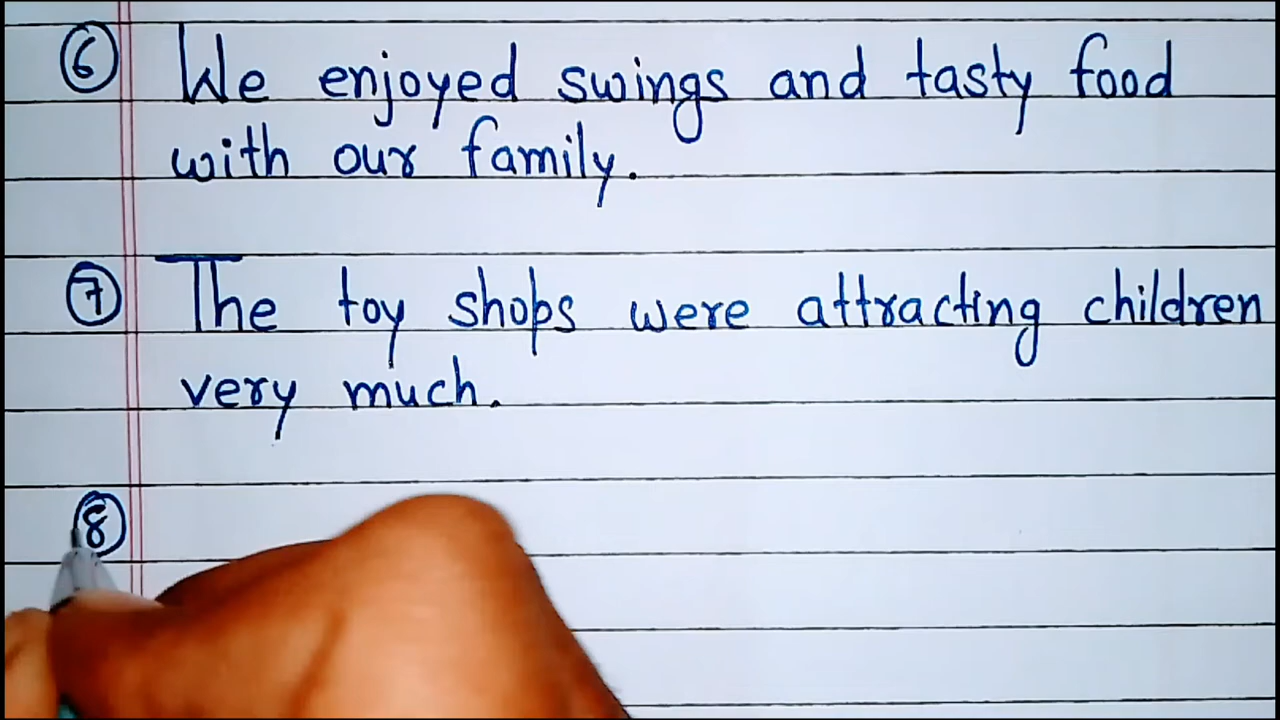 6 We enjoyed swings and tasty food
with our family.
7 The toy shops were attracting children
very much.
8